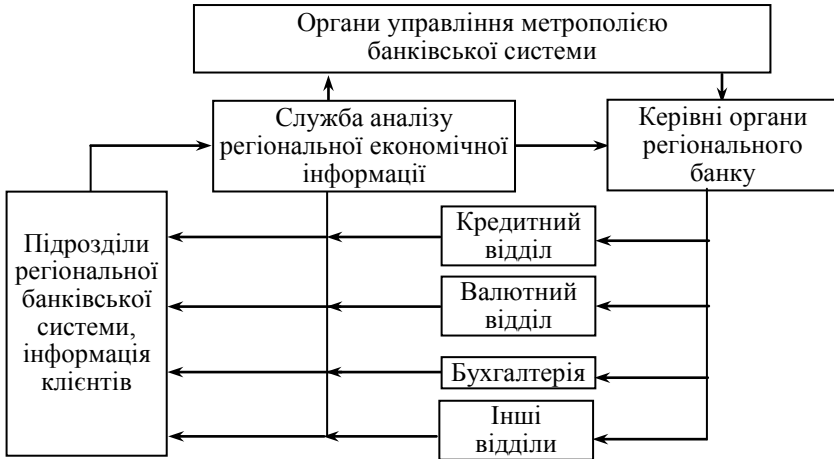 Органи управління метрополією
банківської системи
Служба аналізу
регіональної економічної
інформації
Керівні органи
регіонального
банку
Підрозділи
регіональної
банківської
системи,
інформація
клієнтів
Кредитний
відділ
Валютний
відділ
Бухгалтерія
Інші
відділи